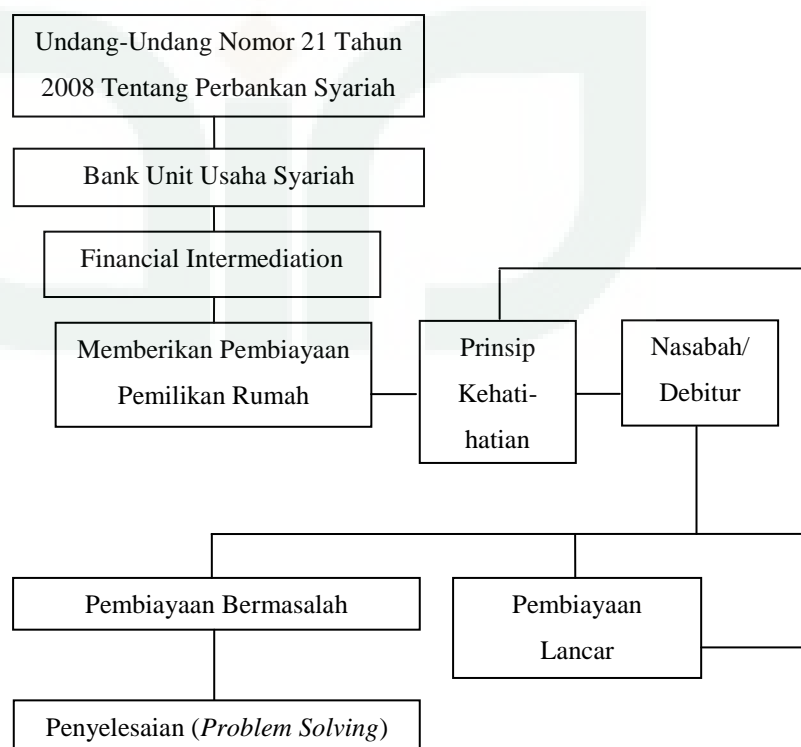 Undang-Undang Nomor 21 Tahun
2008 Tentang Perbankan Syariah
Bank Unit Usaha Syariah
Financial Intermediation
Memberikan Pembiayaan
Pemilikan Rumah
Prinsip
Kehati-
hatian
Nasabah/
Debitur
Pembiayaan Bermasalah
Pembiayaan
Lancar
Penyelesaian (Problem Solving)